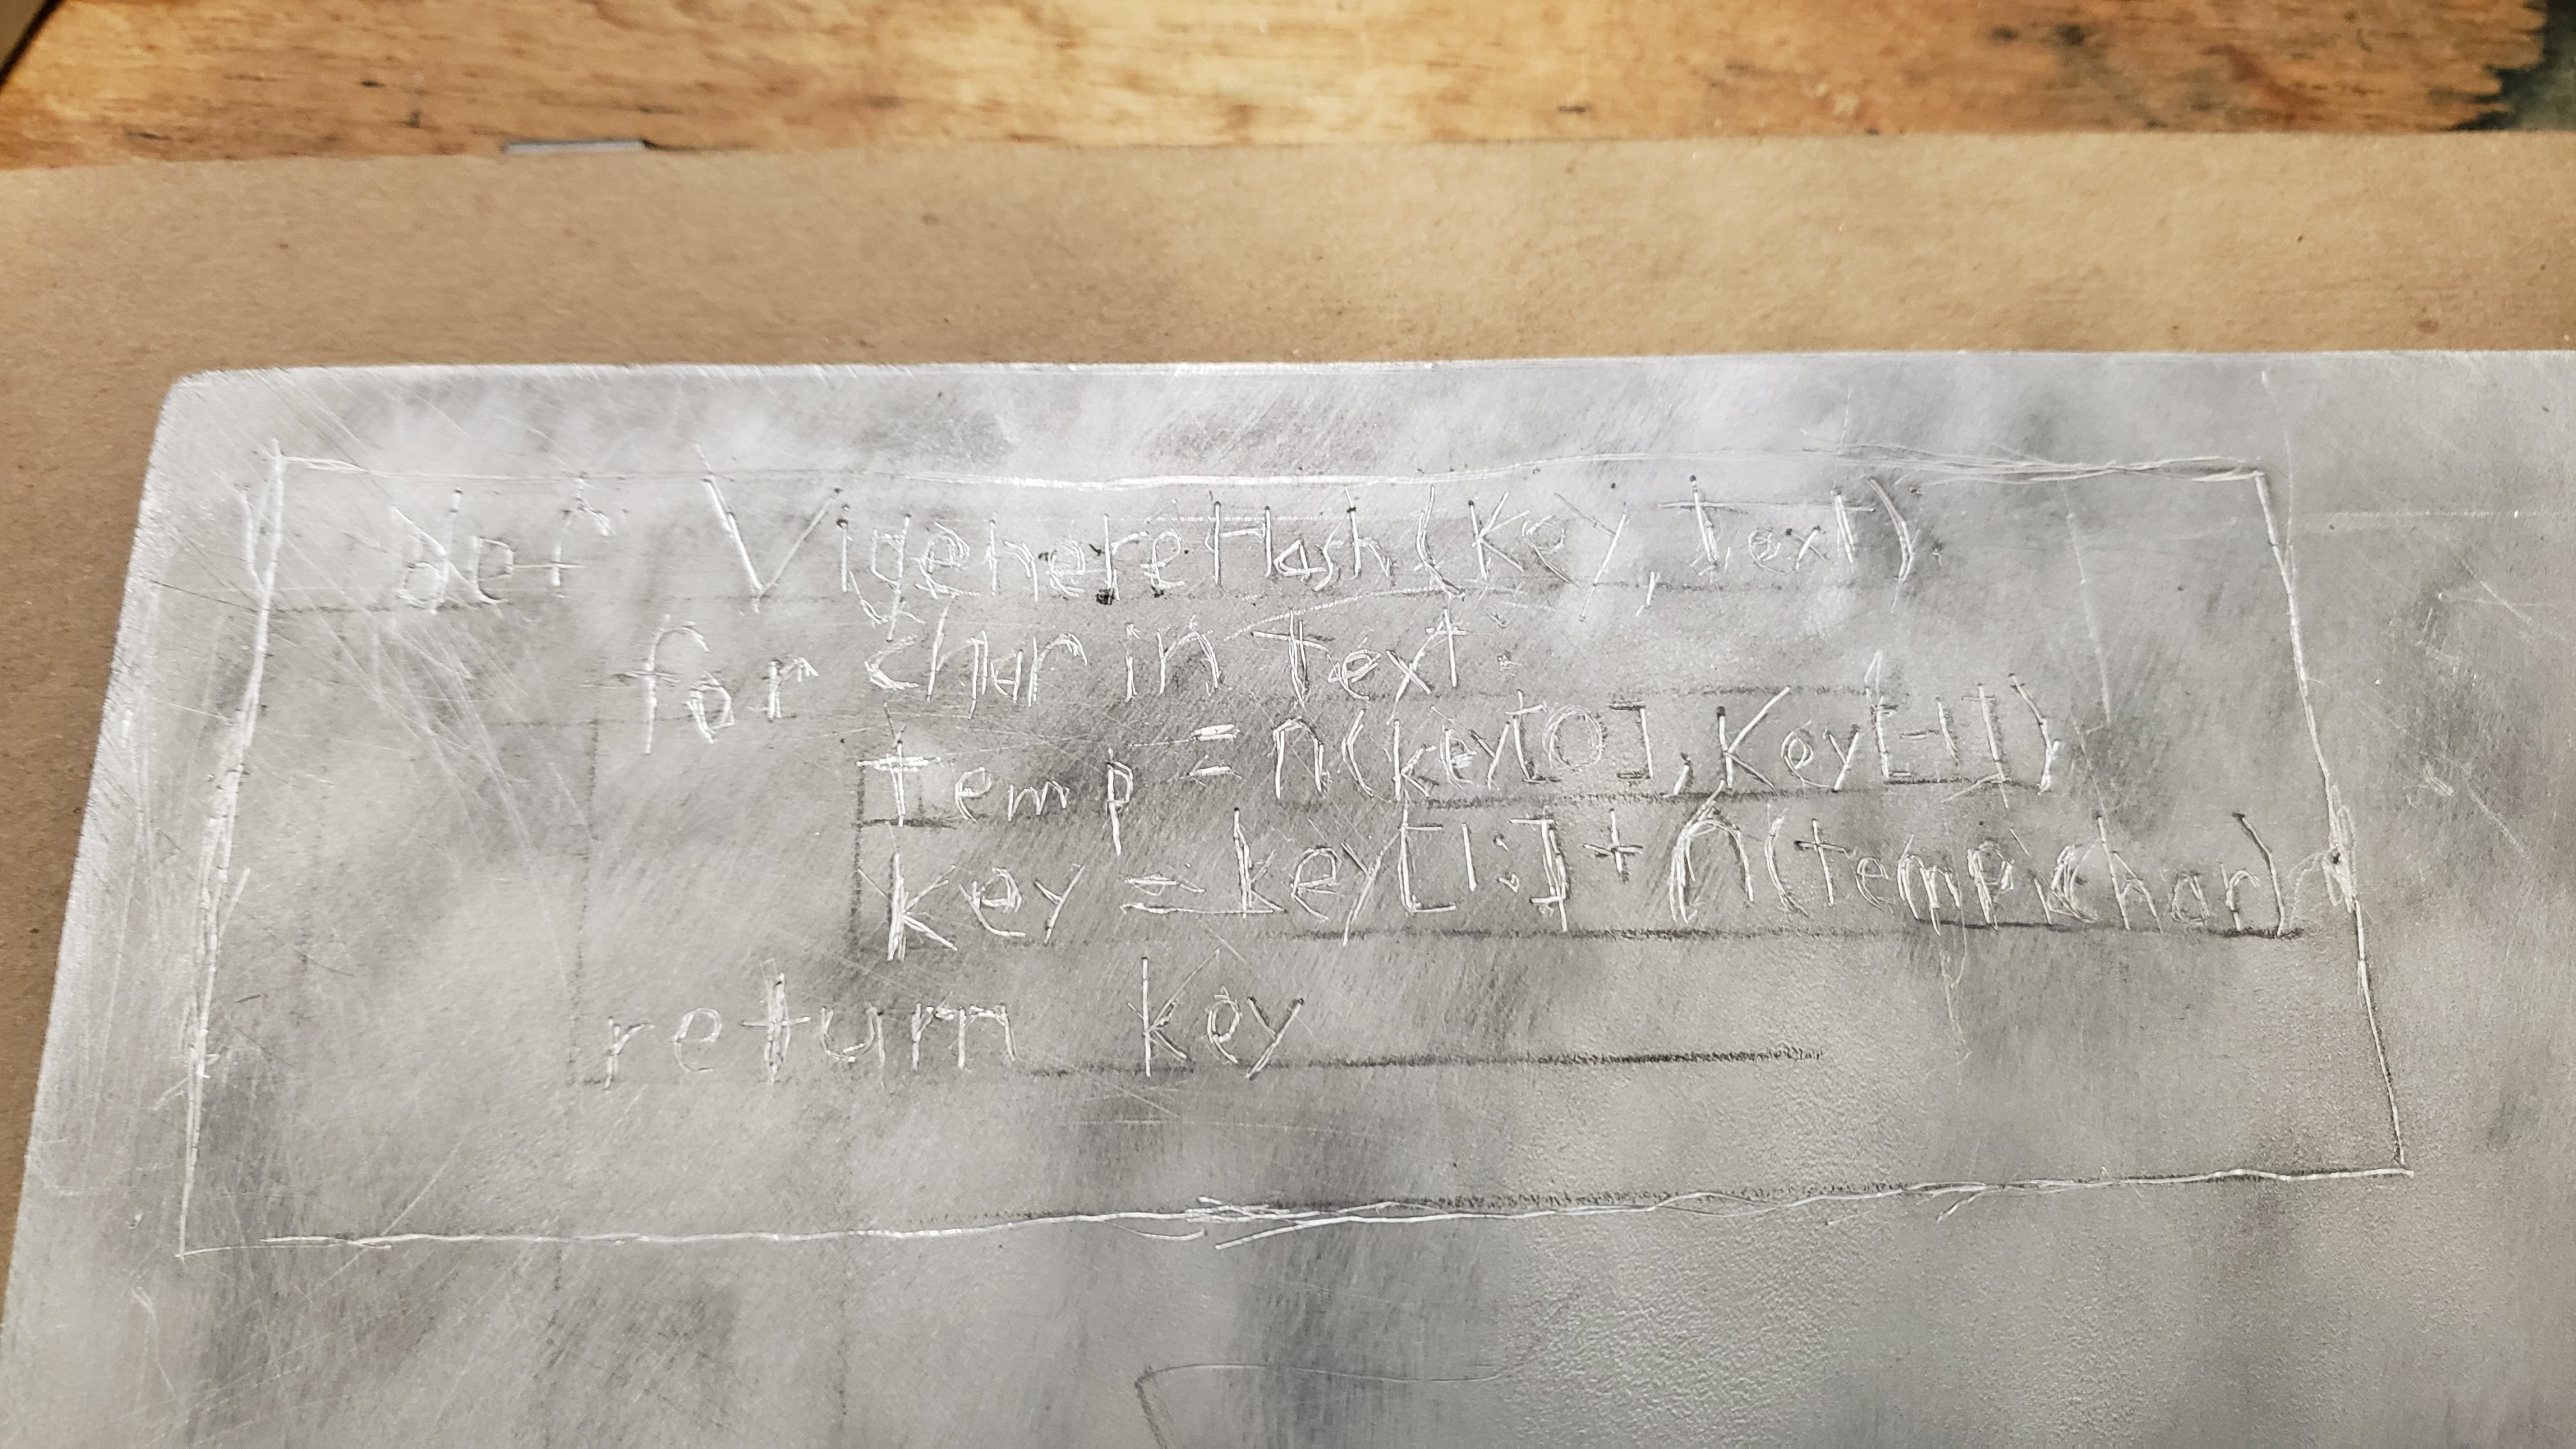 def VigenereHash(key, text):
for char in text:
temp = n(key[0], key[-1])
key = key[1:] + n(temp, char)
return key